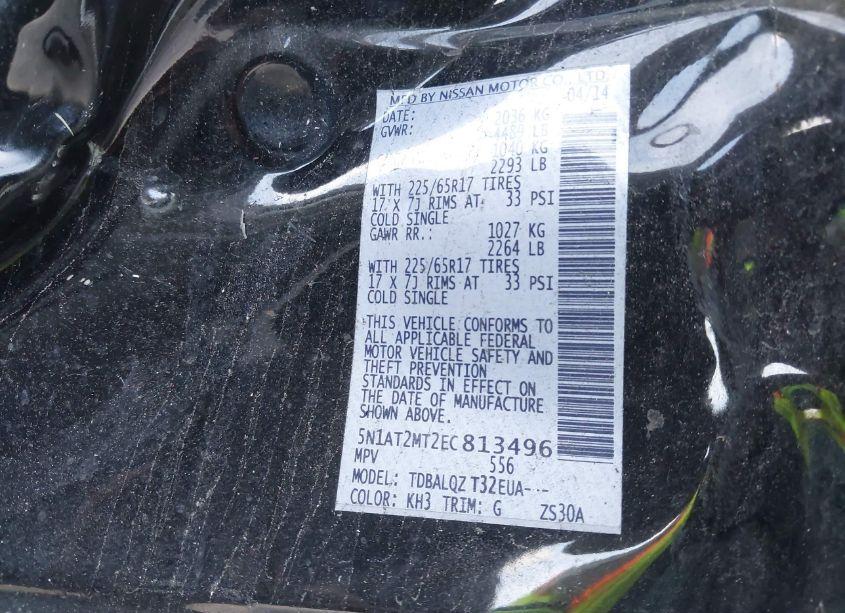 MFD BY NISSAN MOTOR CO., LTD.
DATE: 04/14
GVWR: 2036 KG
4489 LB
1040 KG
2293 LB
WITH 225/65R17 TIRES
17 X 7J RIMS AT 33 PSI
COLD SINGLE
GAWR RR.: 1027 KG
2264 LB
WITH 225/65R17 TIRES
17 X 7J RIMS AT 33 PSI
COLD SINGLE
THIS VEHICLE CONFORMS TO
ALL APPLICABLE FEDERAL
MOTOR VEHICLE SAFETY AND
THEFT PREVENTION
STANDARDS IN EFFECT ON
THE DATE OF MANUFACTURE
SHOWN ABOVE.
5N1AT2MT2EC813496
MPV 556
MODEL: TDBALQZ T32EUA---
COLOR: KH3 TRIM: G ZS30A